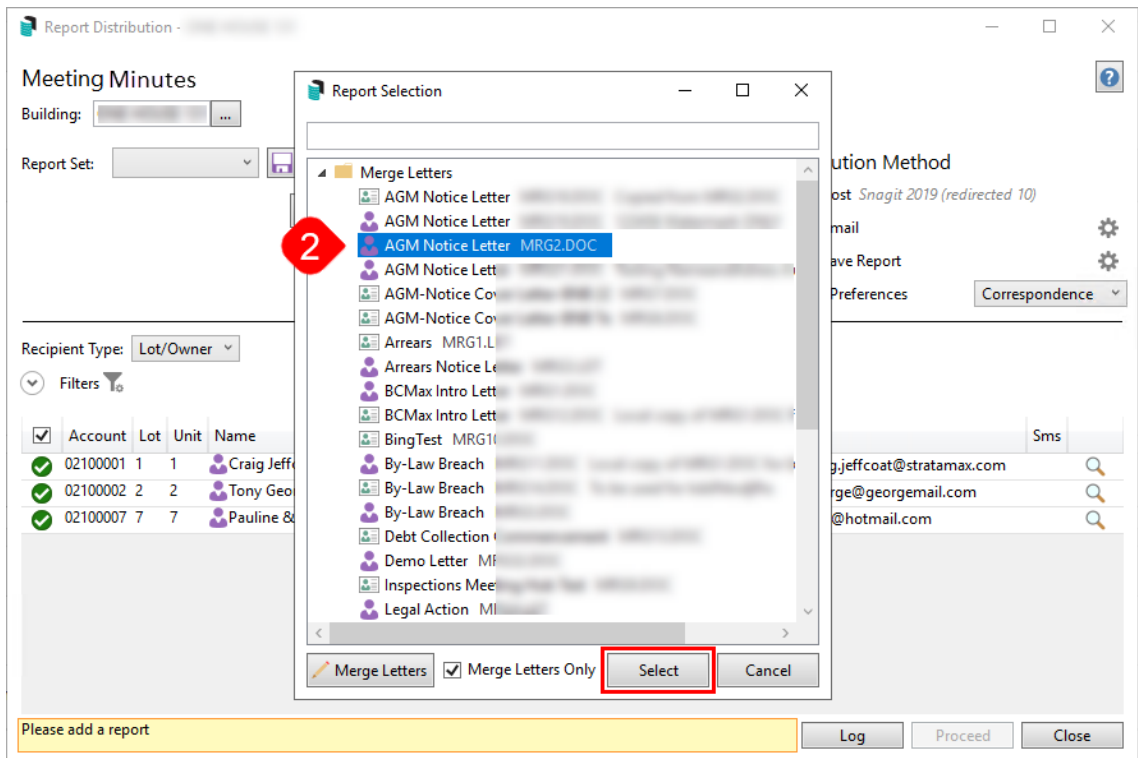 Report Distribution -
Meeting Minutes
Building: ...
Report Set:
Report Selection
Merge Letters
AGM Notice Letter
AGM Notice Letter
2
AGM Notice Letter MRG2.DOC
AGM Notice Lett
AGM-Notice Co
AGM-Notice Cov
Arrears MRG1.L
Arrears Notice Le
BCMax Intro Lett
BCMax Intro Lett
BingTest MRG1
By-Law Breach
By-Law Breach
By-Law Breach
Debt Collection
Demo Letter M
Inspections Mee
Legal Action M
Merge Letters Merge Letters Only Select Cancel
ution Method
ost Snagit 2019 (redirected 10)
mail
ave Report
Preferences Correspondence
Recipient Type: Lot/Owner
Filters
Account Lot Unit Name Sms
02100001 1 1 Craig Jeff g.jeffcoat@stratamax.com
02100002 2 2 Tony Geo rge@georgemail.com
02100007 7 7 Pauline & @hotmail.com
Please add a report
Log Proceed Close